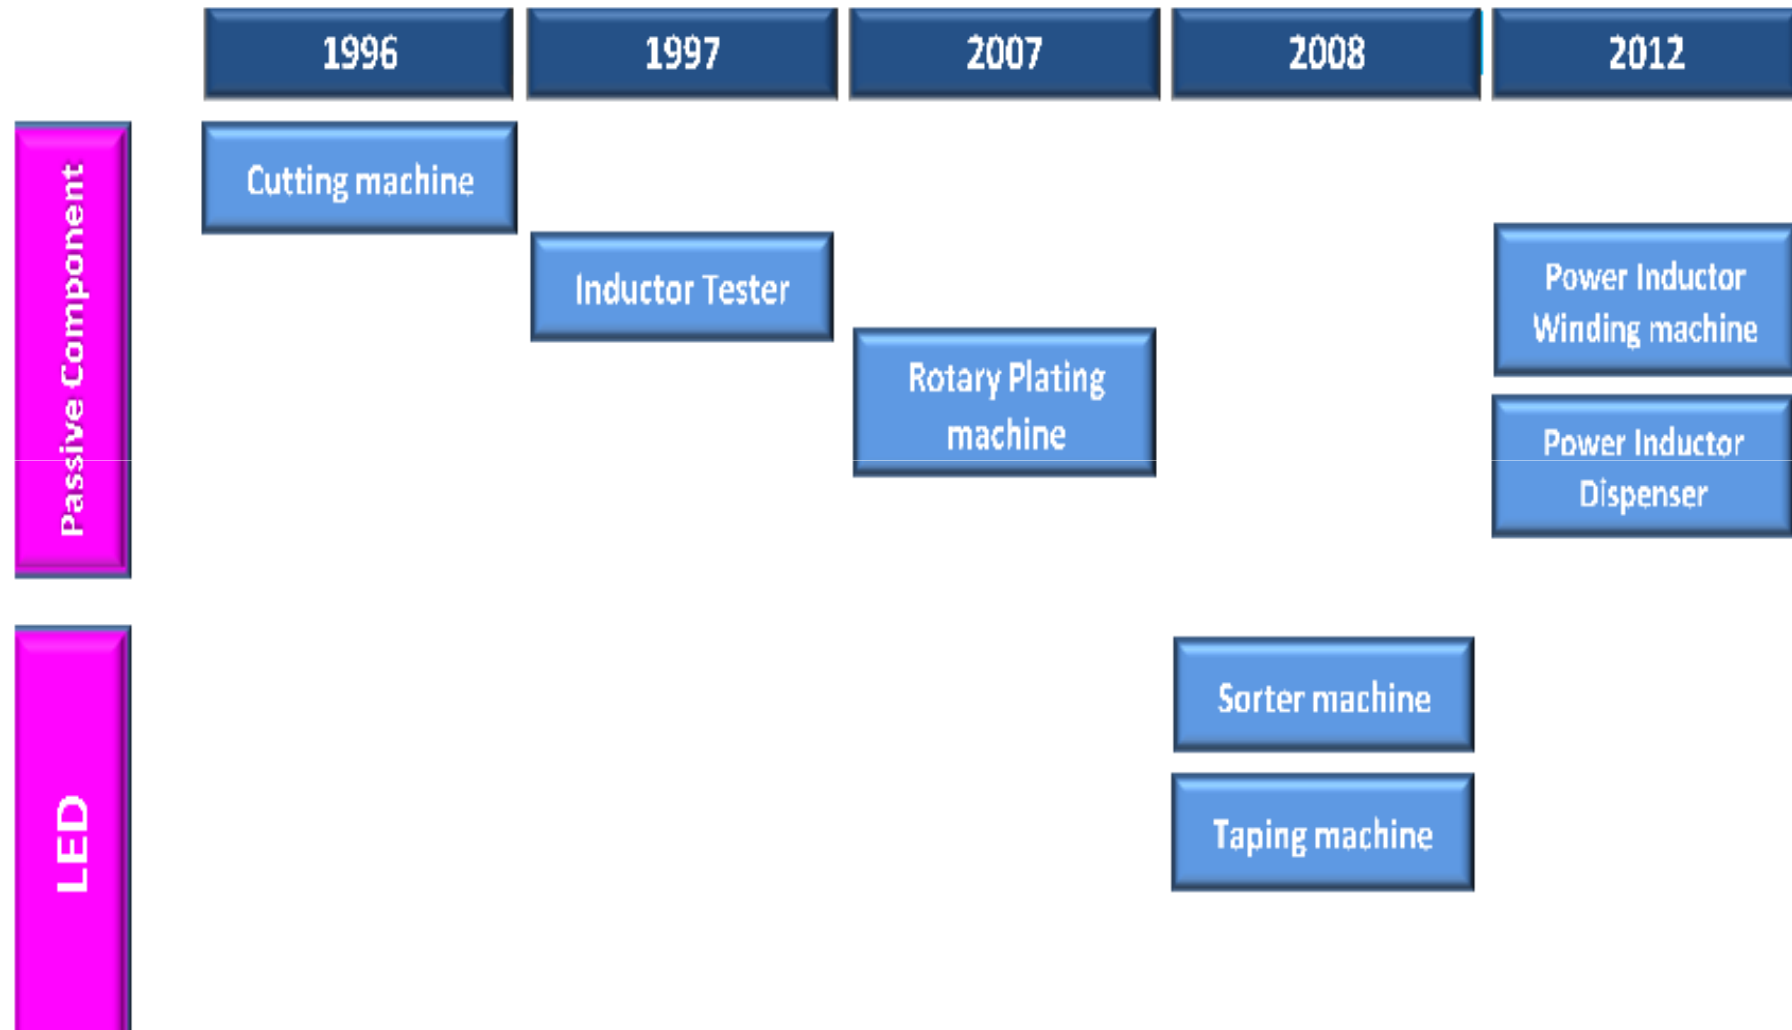 1996
1997
2007
2008
2012
Passive Component
Cutting machine
Inductor Tester
Rotary Plating
machine
Power Inductor
Winding machine
Power Inductor
Dispenser
LED
Sorter machine
Taping machine